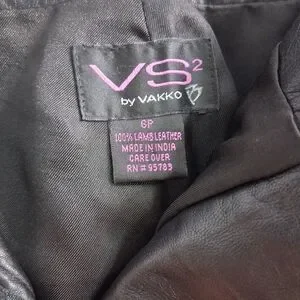 VS²
by VAKKO
6P
100% LAMB LEATHER
MADE IN INDIA
CARE OVER
RN # 95783